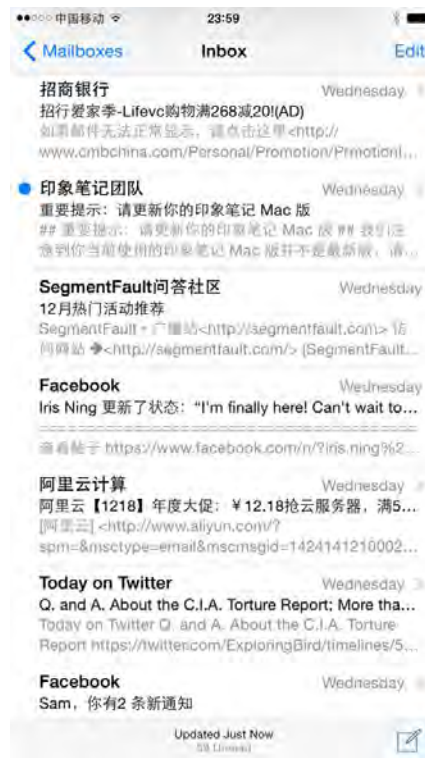 中国移动 23:59
Mailboxes Inbox Edit
招商银行 Wednesday
招行爱家季-Lifevc购物满268减20!(AD)
如果邮件无法正常显示，请点击这里<http://
www.cmbchina.com/Personal/Promotion/Prmotionl...
印象笔记团队 Wednesday
重要提示：请更新你的印象笔记 Mac 版
## 重要提示：请更新你的印象笔记 Mac 版 ## 我们注
意到你当前使用的印象笔记 Mac 版并不是最新版，请...
SegmentFault问答社区 Wednesday
12月热门活动推荐
SegmentFault · 广播站<http://segmentfault.com> 访
问网站 <http://segmentfault.com/> [SegmentFault...
Facebook Wednesday
Iris Ning 更新了状态：“I'm finally here! Can't wait to...
查看帖子 https://www.facebook.com/n/?iris.ning%2...
阿里云计算 Wednesday
阿里云【1218】年度大促：￥12.18抢云服务器，满5...
[阿里云] <http://www.aliyun.com/?
spm=&msctype=email&mscmsgid=1424141210002...
Today on Twitter Wednesday
Q. and A. About the C.I.A. Torture Report; More tha...
Today on Twitter Q. and A. About the C.I.A. Torture
Report https://twitter.com/ExploringBird/timelines/5...
Facebook Wednesday
Sam，你有2 条新通知
Updated Just Now
59 Unread